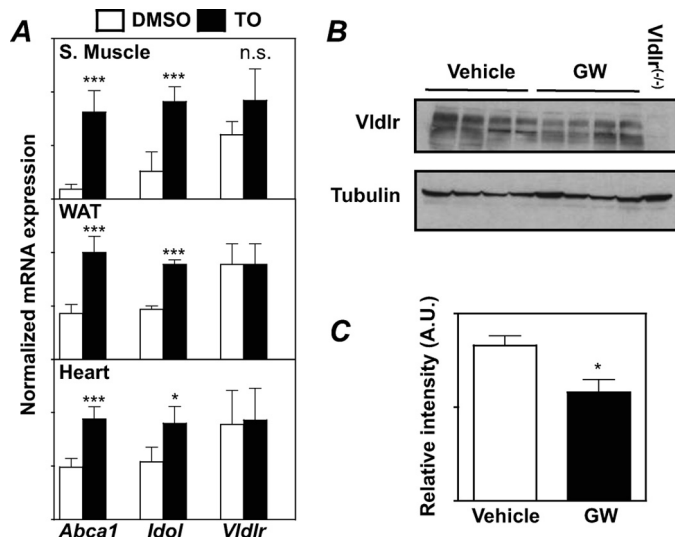 A
DMSO TO
S. Muscle
n.s.
*** ***
WAT
*** ***
Heart
*** *
Normalized mRNA expression
Abca1 Idol Vldlr
B
Vehicle GW Vldlr(-/-)
Vldlr
Tubulin
C
Relative intensity (A.U.)
*
Vehicle GW